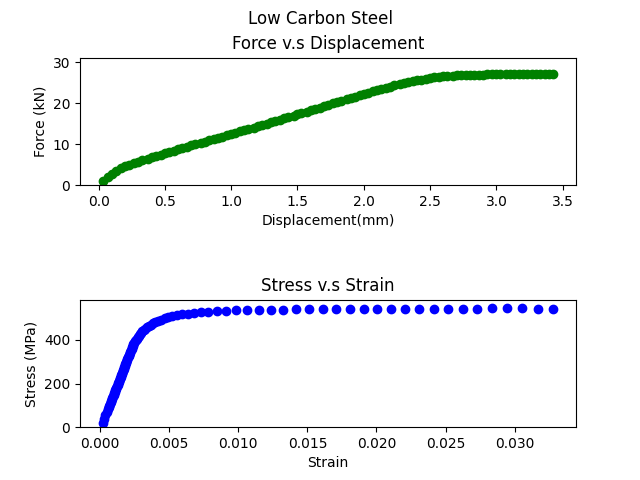 Low Carbon Steel
Force v.s Displacement
30
20
10
0
Force (kN)
0.0 0.5 1.0 1.5 2.0 2.5 3.0 3.5
Displacement(mm)
Stress v.s Strain
400
200
0
Stress (MPa)
0.000 0.005 0.010 0.015 0.020 0.025 0.030
Strain